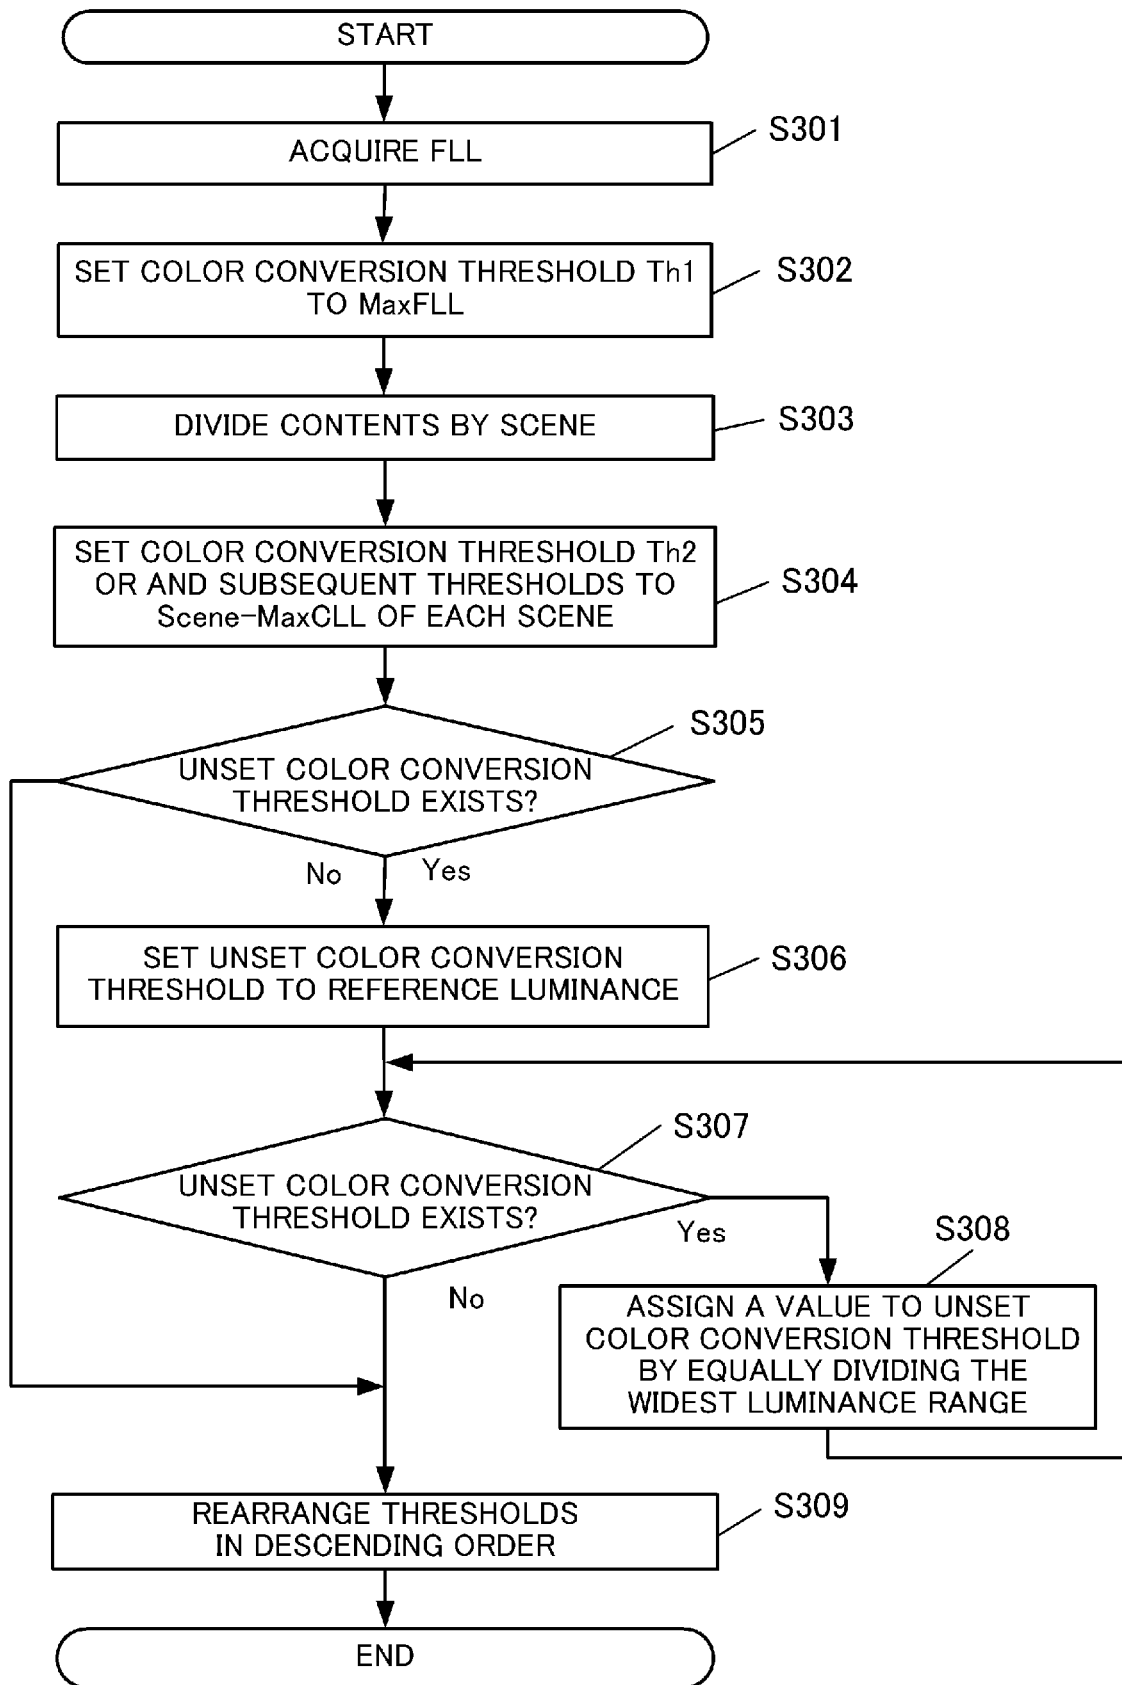 START
ACQUIRE FLL
S301
SET COLOR CONVERSION THRESHOLD Th1
TO MaxFLL
S302
DIVIDE CONTENTS BY SCENE
S303
SET COLOR CONVERSION THRESHOLD Th2
OR AND SUBSEQUENT THRESHOLDS TO
Scene-MaxCLL OF EACH SCENE
S304
S305
UNSET COLOR CONVERSION
THRESHOLD EXISTS?
No
Yes
SET UNSET COLOR CONVERSION
THRESHOLD TO REFERENCE LUMINANCE
S306
S307
UNSET COLOR CONVERSION
THRESHOLD EXISTS?
Yes
No
S308
ASSIGN A VALUE TO UNSET
COLOR CONVERSION THRESHOLD
BY EQUALLY DIVIDING THE
WIDEST LUMINANCE RANGE
REARRANGE THRESHOLDS
IN DESCENDING ORDER
S309
END